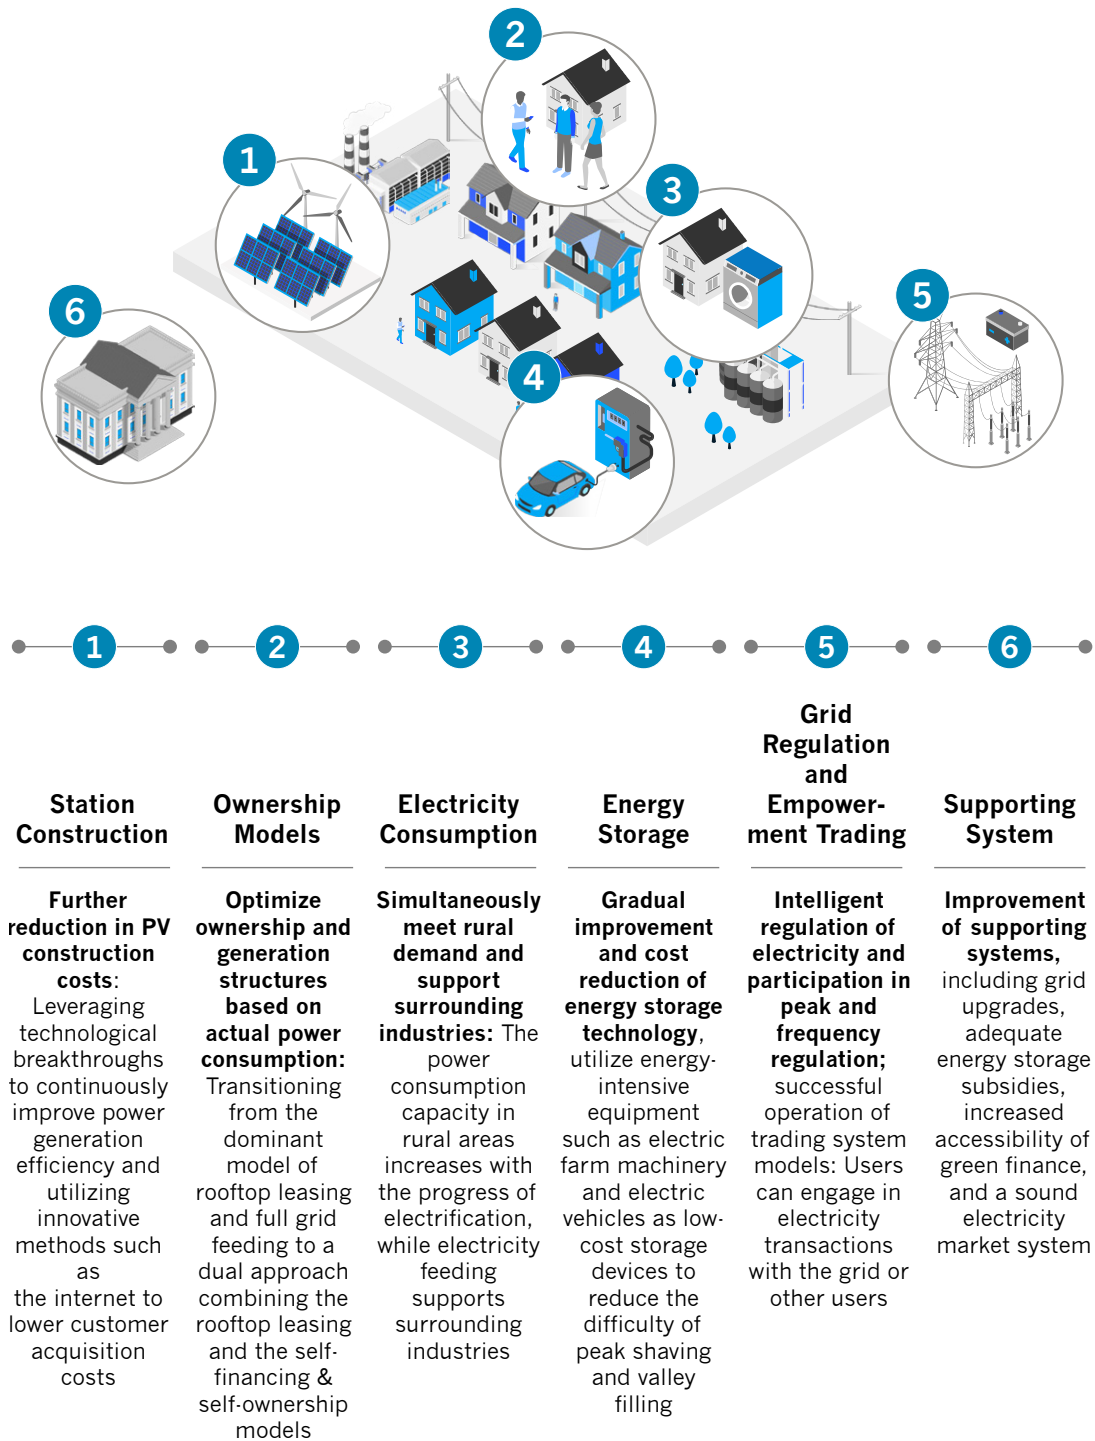 2
1
3
5
6
4
1
2
3
4
5
6
Station
Construction
Further
reduction in PV
construction
costs:
Leveraging
technological
breakthroughs
to continuously
improve power
generation
efficiency and
utilizing
innovative
methods such
as
the internet to
lower customer
acquisition
costs
Ownership
Models
Optimize
ownership and
generation
structures
based on
actual power
consumption:
Transitioning
from the
dominant
model of
rooftop leasing
and full grid
feeding to a
dual approach
combining the
rooftop leasing
and the self-
financing &
self-ownership
models
Electricity
Consumption
Simultaneously
meet rural
demand and
support
surrounding
industries: The
power
consumption
capacity in
rural areas
increases with
the progress of
electrification,
while electricity
feeding
supports
surrounding
industries
Energy
Storage
Gradual
improvement
and cost
reduction of
energy storage
technology,
utilize energy-
intensive
equipment
such as electric
farm machinery
and electric
vehicles as low-
cost storage
devices to
reduce the
difficulty of
peak shaving
and valley
filling
Grid
Regulation
and
Empower-
ment Trading
Intelligent
regulation of
electricity and
participation in
peak and
frequency
regulation;
successful
operation of
trading system
models: Users
can engage in
electricity
transactions
with the grid or
other users
Supporting
System
Improvement
of supporting
systems,
including grid
upgrades,
adequate
energy storage
subsidies,
increased
accessibility of
green finance,
and a sound
electricity
market system